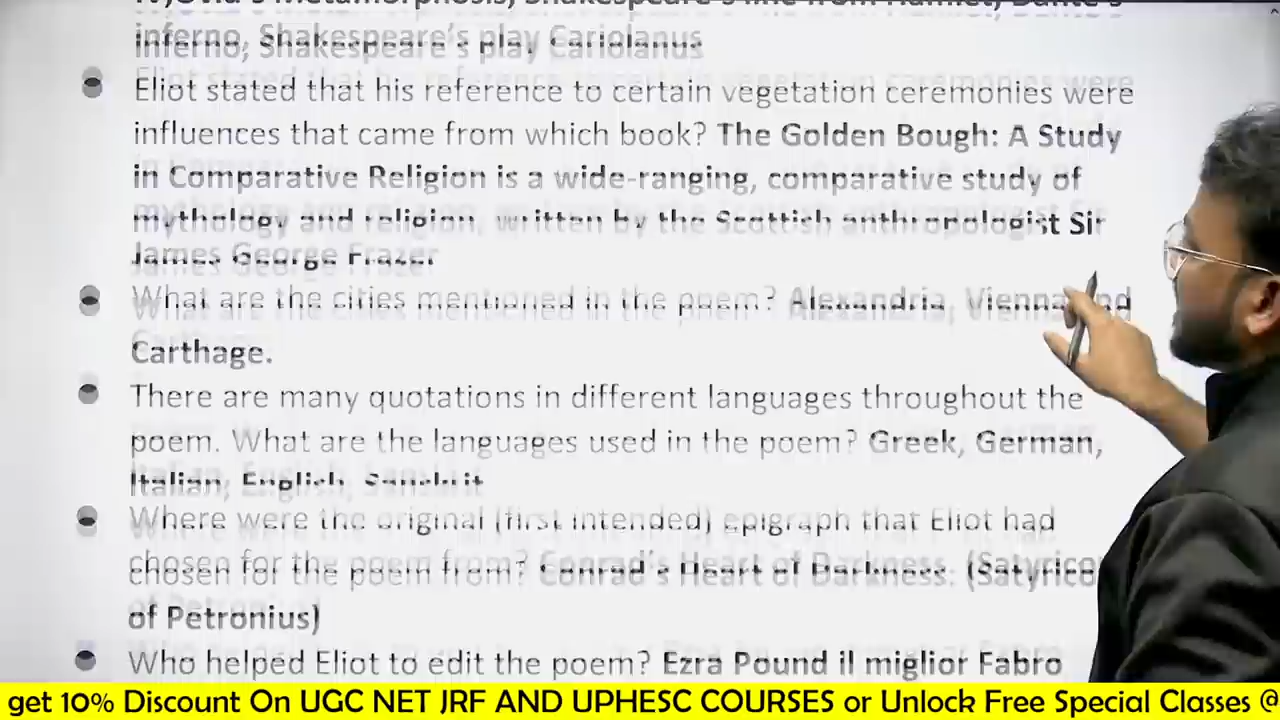 inferno, Shakespeare's play Cariolanus
Eliot stated that his reference to certain vegetation ceremonies were
influences that came from which book? The Golden Bough: A Study
in Comparative Religion is a wide-ranging, comparative study of
mythology and religion, written by the Scottish anthropologist Sir
James George Frazer
What are the cities mentioned in the poem? Alexandria, Vienna and
Carthage.
There are many quotations in different languages throughout the
poem. What are the languages used in the poem? Greek, German,
Italian, English, Sanskrit
Where were the original (first intended) epigraph that Eliot had
chosen for the poem from? Conrad's Heart of Darkness. (Satyrico
of Petronius)
Who helped Eliot to edit the poem? Ezra Pound il miglior Fabro
get 10% Discount On UGC NET JRF AND UPHESC COURSES or Unlock Free Special Classes @